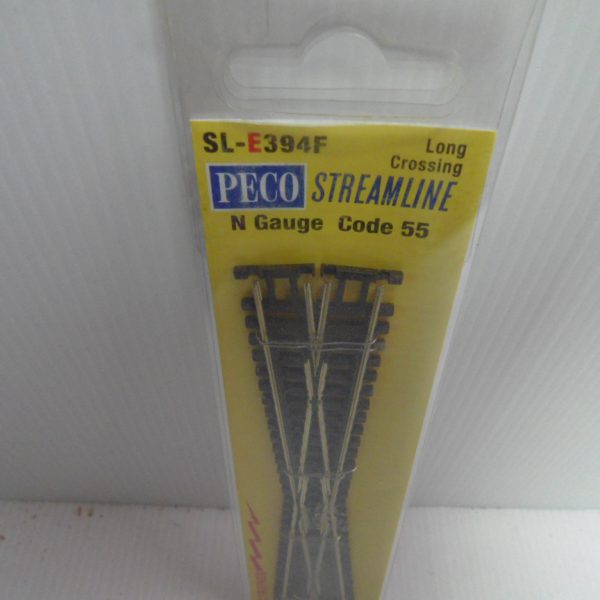 SL-E394F
Long
Crossing
PECO STREAMLINE
N Gauge Code 55